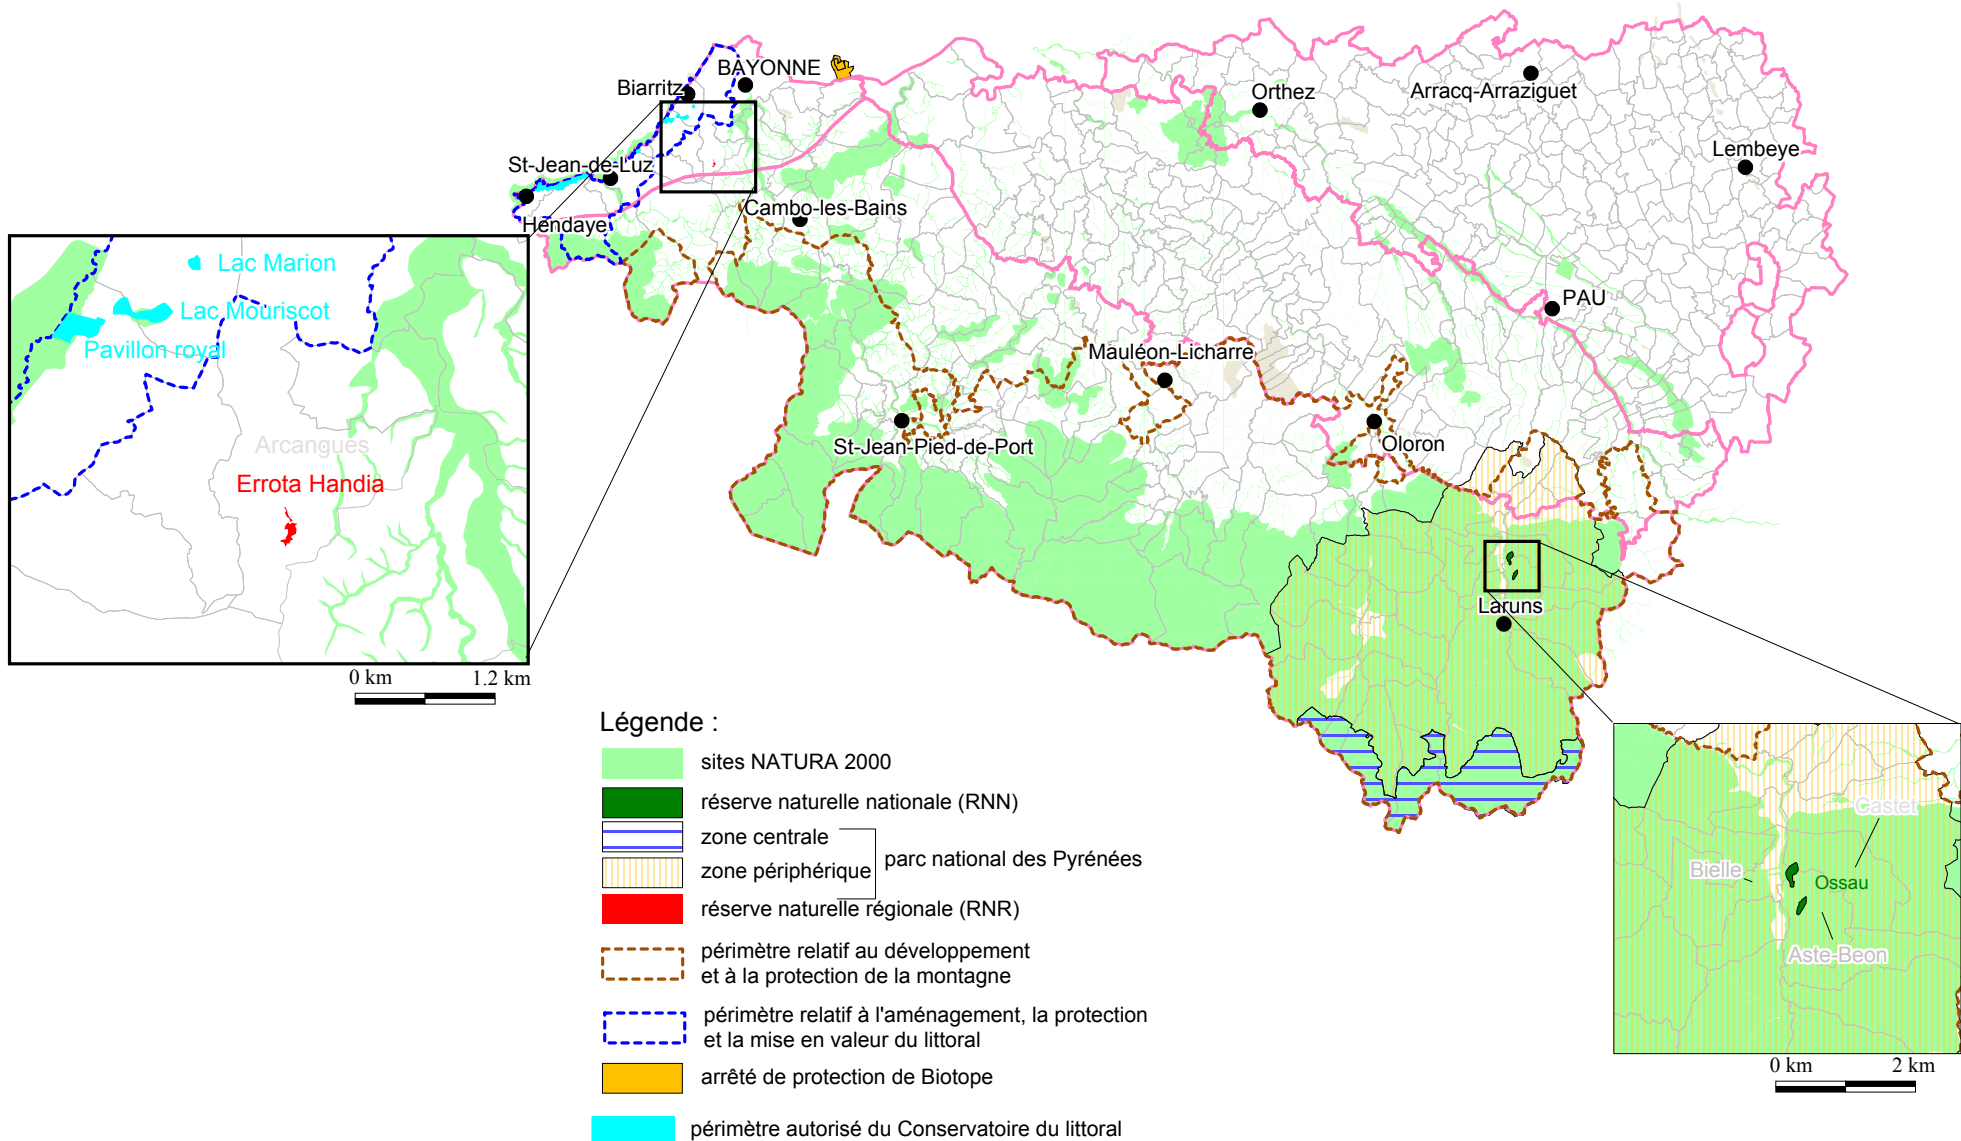 BAYONNE
Biarritz
Orthez
Arracq-Arraziguet
Lembeye
St-Jean-de-Luz
Hendaye
Cambo-les-Bains
PAU
Mauléon-Licharre
St-Jean-Pied-de-Port
Oloron
Laruns
Lac Marion
Lac Mouriscot
Pavillon royal
Arcangues
Errota Handia
0 km 1.2 km
Légende :
sites NATURA 2000
réserve naturelle nationale (RNN)
zone centrale
parc national des Pyrénées
zone périphérique
réserve naturelle régionale (RNR)
périmètre relatif au développement
et à la protection de la montagne
périmètre relatif à l'aménagement, la protection
et la mise en valeur du littoral
arrêté de protection de Biotope
périmètre autorisé du Conservatoire du littoral
Castet
Bielle
Ossau
Aste-Beon
0 km 2 km